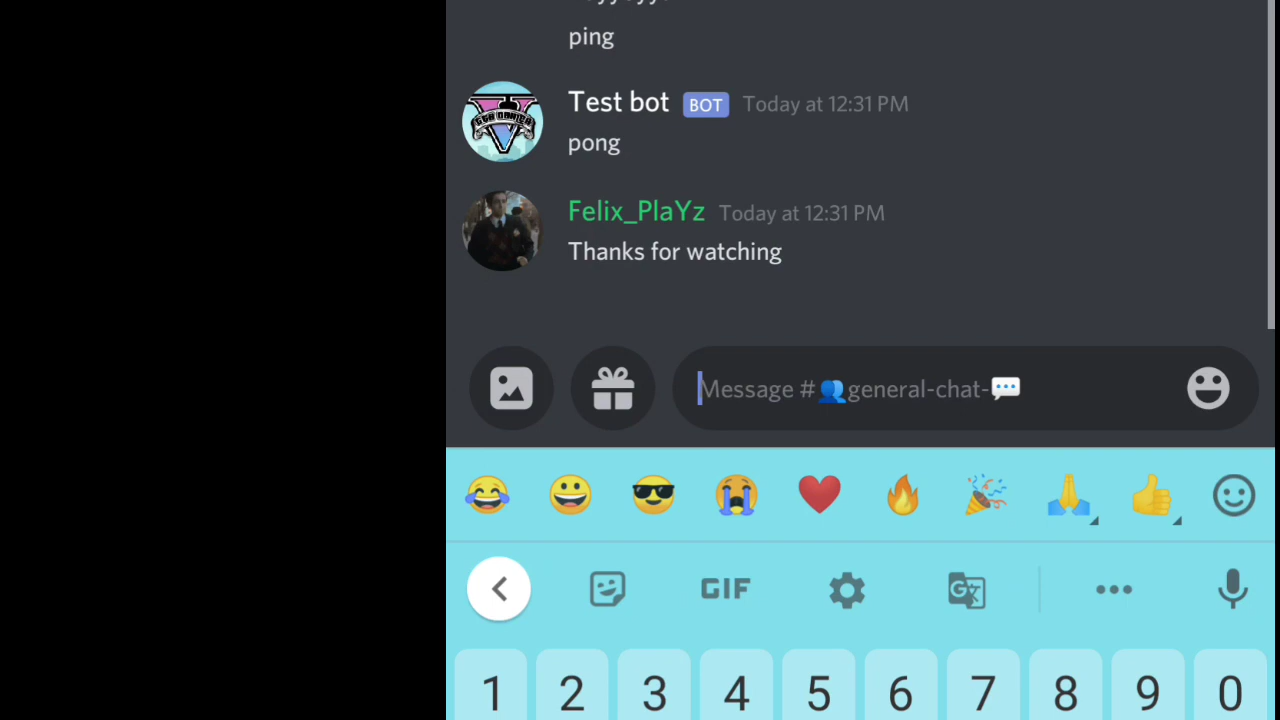 ping
Test bot BOT Today at 12:31 PM
pong
Felix_PlaYz Today at 12:31 PM
Thanks for watching
Message #👥general-chat-💬
GIF
1 2 3 4 5 6 7 8 9 0